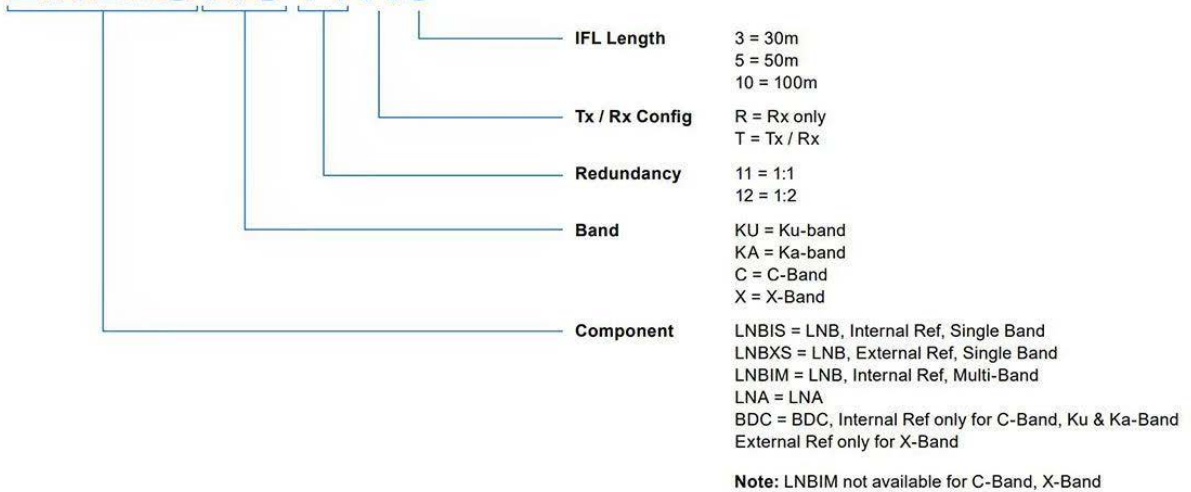 IFL Length 3 = 30m
5 = 50m
10 = 100m
Tx / Rx Config R = Rx only
T = Tx / Rx
Redundancy 11 = 1:1
12 = 1:2
Band KU = Ku-band
KA = Ka-band
C = C-Band
X = X-Band
Component LNBIS = LNB, Internal Ref, Single Band
LNBXS = LNB, External Ref, Single Band
LNBIM = LNB, Internal Ref, Multi-Band
LNA = LNA
BDC = BDC, Internal Ref only for C-Band, Ku & Ka-Band
External Ref only for X-Band
Note: LNBIM not available for C-Band, X-Band